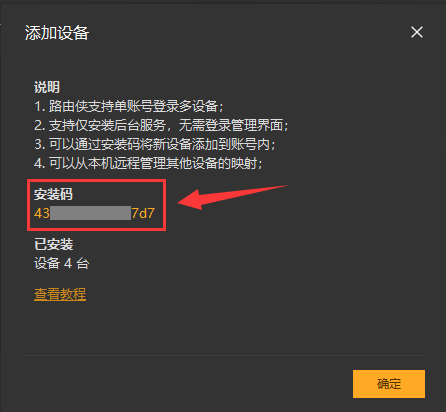 添加设备
说明
1. 路由侠支持单账号登录多设备；
2. 支持仅安装后台服务，无需登录管理界面；
3. 可以通过安装码将新设备添加到账号内；
4. 可以从本机远程管理其他设备的映射；
安装码
43 7d7
已安装
设备 4 台
查看教程
确定